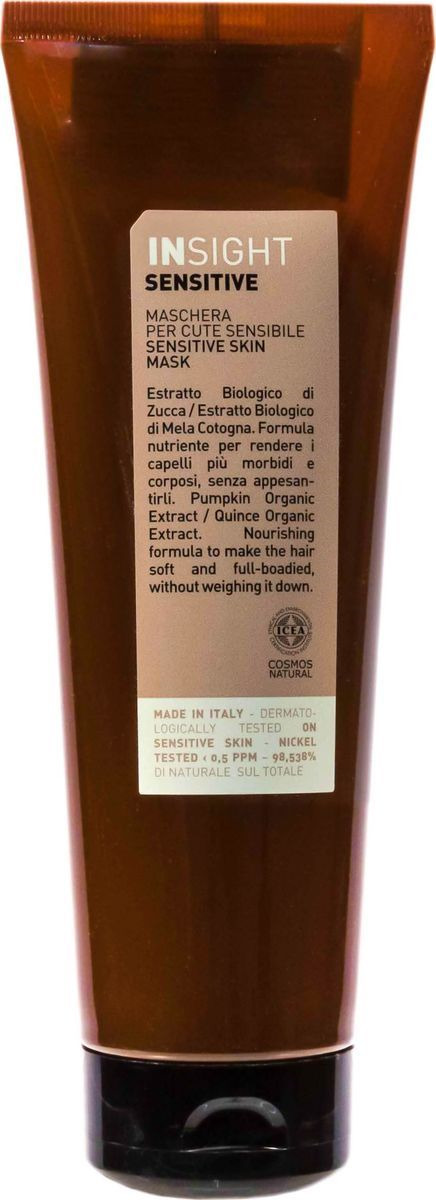 INSIGHT
SENSITIVE
MASCHERA
PER CUTE SENSIBILE
SENSITIVE SKIN
MASK
Estratto Biologico di
Zucca / Estratto Biologico
di Mela Cotogna. Formula
nutriente per rendere i
capelli più morbidi e
corposi, senza appesan-
tirli. Pumpkin Organic
Extract / Quince Organic
Extract. Nourishing
formula to make the hair
soft and full-boadied,
without weighing it down.
ICEA
COSMOS
NATURAL
MADE IN ITALY - DERMATO-
LOGICALLY TESTED ON
SENSITIVE SKIN - NICKEL
TESTED < 0,5 PPM - 98,538%
DI NATURALE SUL TOTALE